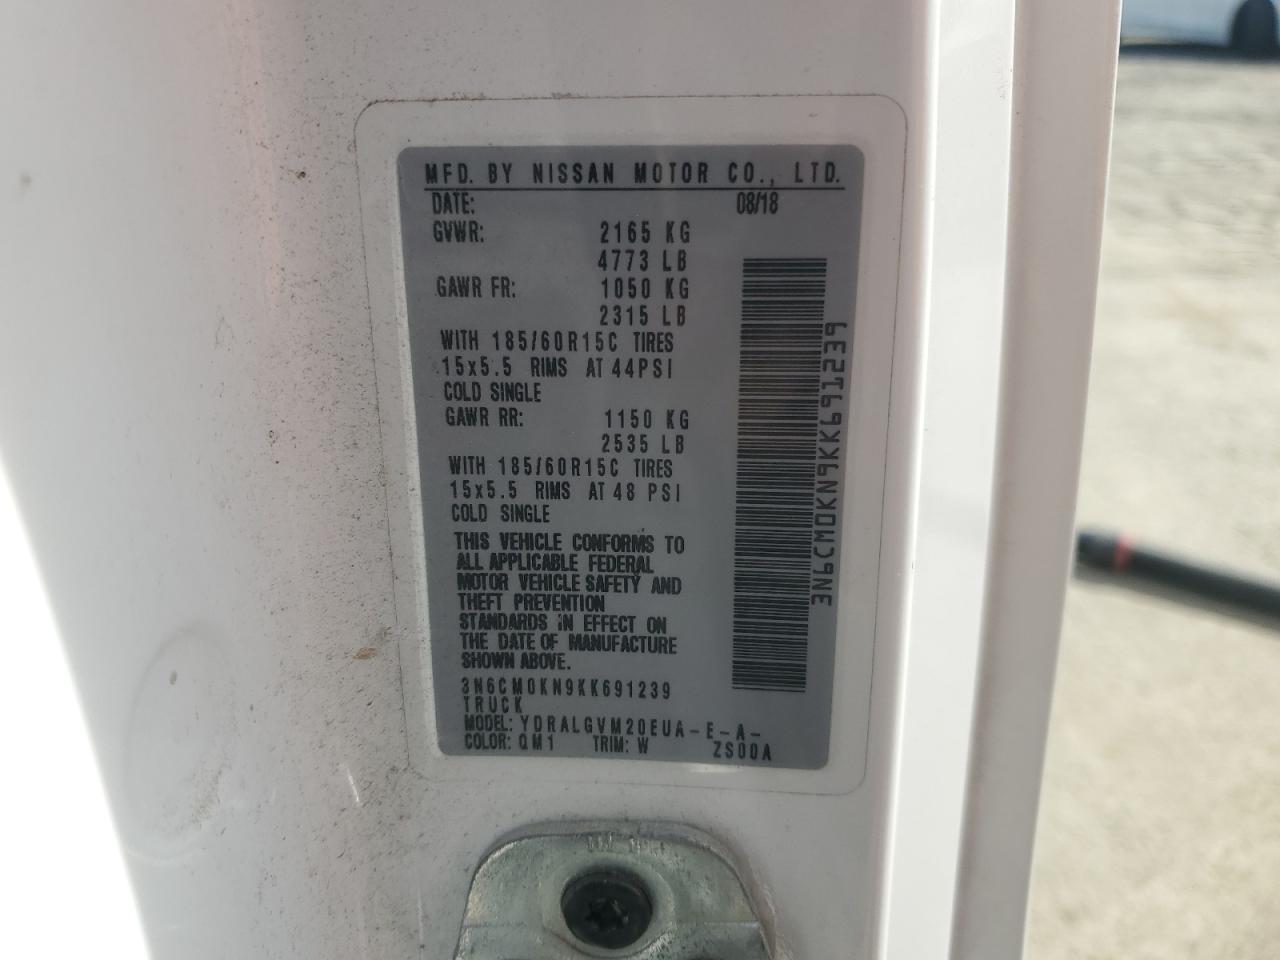 MFD. BY NISSAN MOTOR CO., LTD.
DATE: 08/18
GVWR: 2165 KG
4773 LB
GAWR FR: 1050 KG
2315 LB
WITH 185/60R15C TIRES
15x5.5 RIMS AT 44PSI
COLD SINGLE
GAWR RR: 1150 KG
2535 LB
WITH 185/60R15C TIRES
15x5.5 RIMS AT 48 PSI
COLD SINGLE
THIS VEHICLE CONFORMS TO
ALL APPLICABLE FEDERAL
MOTOR VEHICLE SAFETY AND
THEFT PREVENTION
STANDARDS IN EFFECT ON
THE DATE OF MANUFACTURE
SHOWN ABOVE.
3N6CM0KN9KK691239
TRUCK
MODEL: YDRALGVM20EUA-E-A-
COLOR: QM1 TRIM: W ZS00A
3N6CM0KN9KK691239